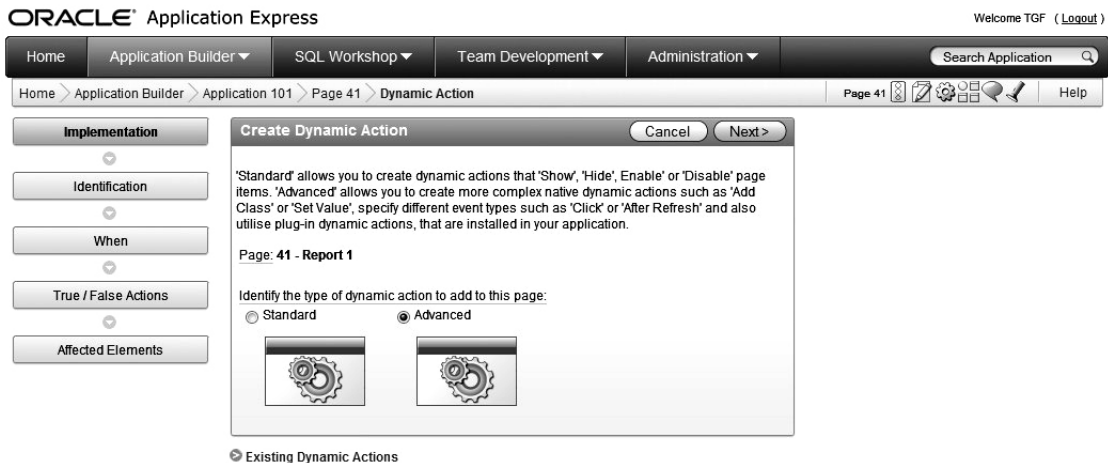 ORACLE® Application Express
Welcome TGF ( Logout )
Home Application Builder SQL Workshop Team Development Administration Search Application
Home Application Builder Application 101 Page 41 Dynamic Action Page 41 Help
Implementation
Identification
When
True / False Actions
Affected Elements
Create Dynamic Action Cancel Next >
'Standard' allows you to create dynamic actions that 'Show', 'Hide', Enable' or 'Disable' page
items. 'Advanced' allows you to create more complex native dynamic actions such as 'Add
Class' or 'Set Value', specify different event types such as 'Click' or 'After Refresh' and also
utilise plug-in dynamic actions, that are installed in your application.
Page: 41 - Report 1
Identify the type of dynamic action to add to this page:
Standard Advanced
Existing Dynamic Actions